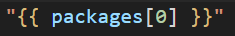 "{{ packages[0] }}"